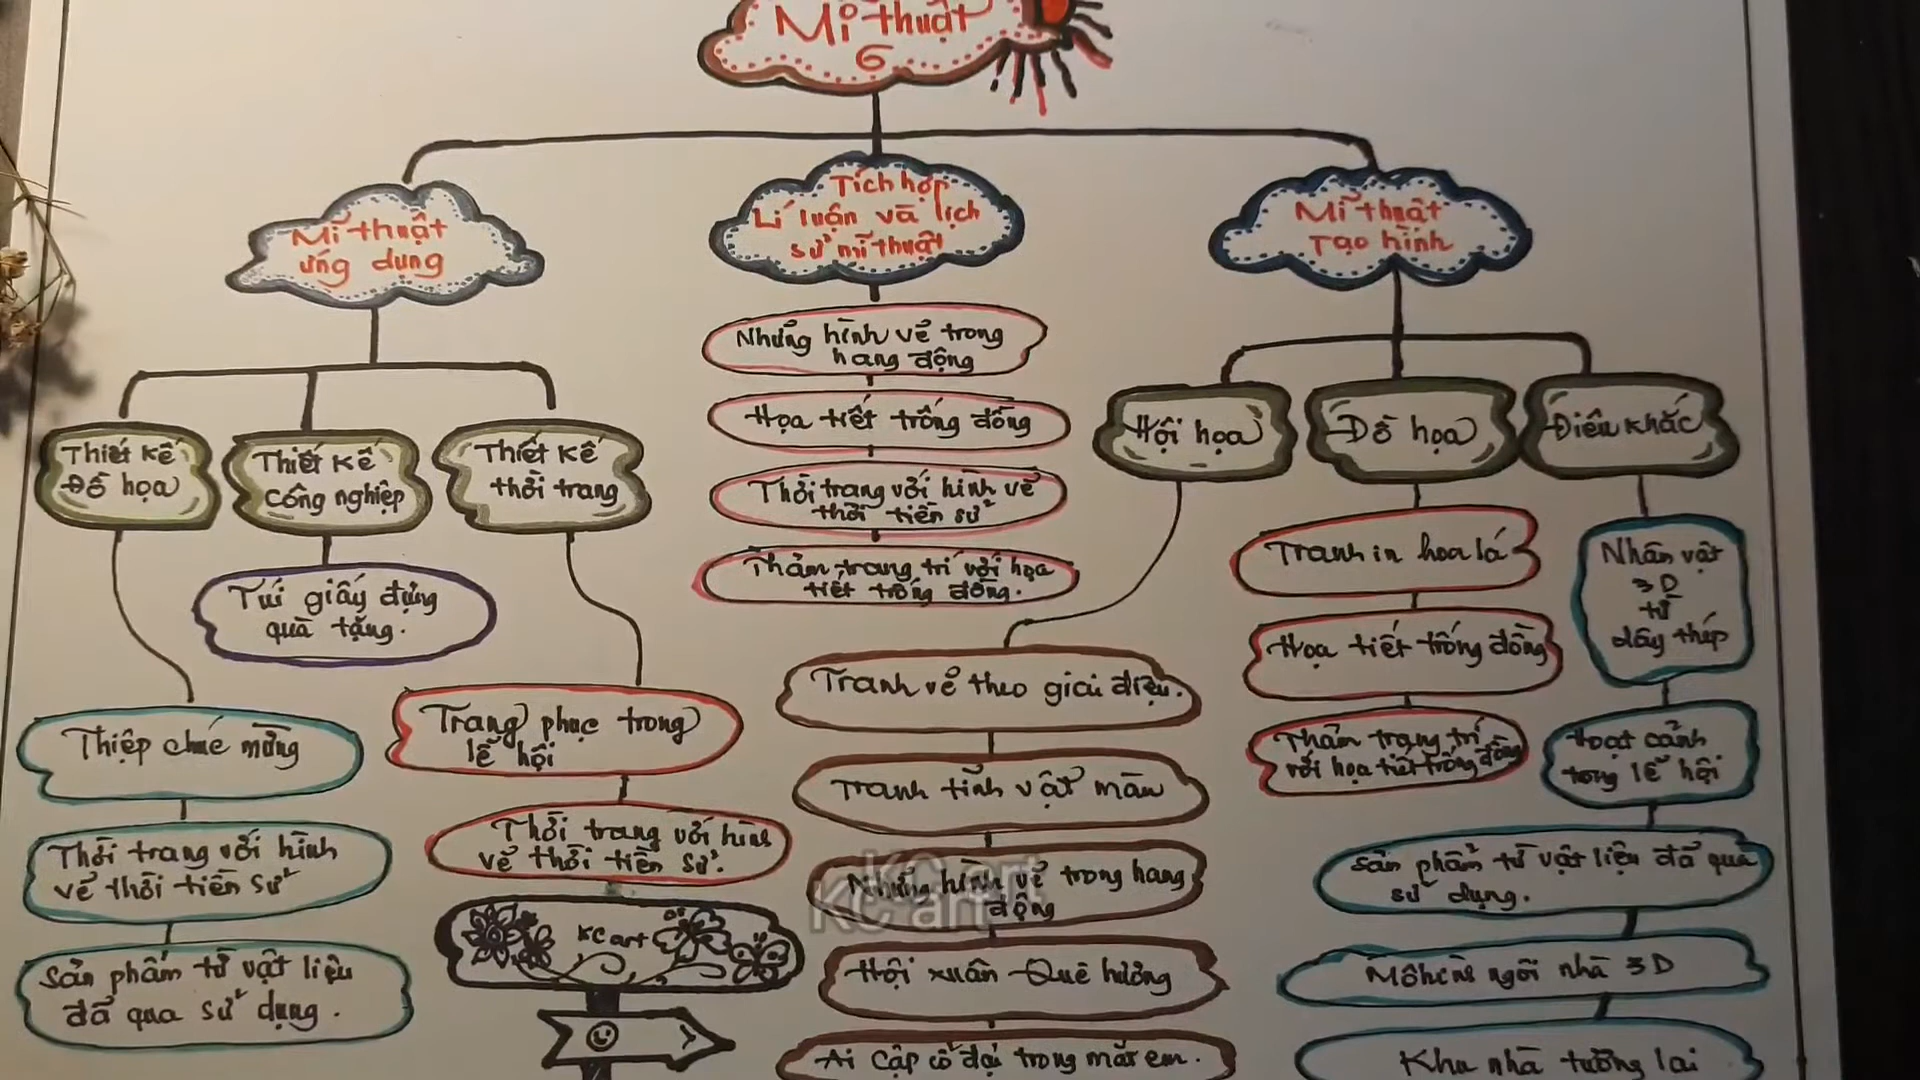 Mĩ thuật
6
Mĩ thuật
ứng dụng
Tích hợp
Lí luận và lịch
sử mĩ thuật
Mĩ thuật
Tạo hình
Thiết kế
Đồ họa
Thiết kế
công nghiệp
Thiết kế
thời trang
Những hình vẽ trong
hang động
Họa tiết trống đồng
Thời trang với hình vẽ
thời tiền sử
Thảm trang trí với họa
tiết trống đồng.
Hội họa
Đồ họa
Điêu khắc
Túi giấy đựng
quà tặng.
Thiệp chúc mừng
Thời trang với hình
vẽ thời tiền sử
Sản phẩm từ vật liệu
đã qua sử dụng.
Trang phục trong
lễ hội
Thời trang với hình
vẽ thời tiền sử.
KC art
Tranh vẽ theo giai điệu.
Tranh tĩnh vật màu
Những hình vẽ trong hang
động
Hội xuân Quê hương
Ai Cập cổ đại trong mắt em.
Tranh in hoa lá
Họa tiết trống đồng
Thảm trang trí
với họa tiết trống đồng
Nhân vật
3D
từ
dây thép
Hoạt cảnh
trong lễ hội
Sản phẩm từ vật liệu đã qua
sử dụng.
Mô hình ngôi nhà 3D
Khu nhà tương lai
KC art
KC art